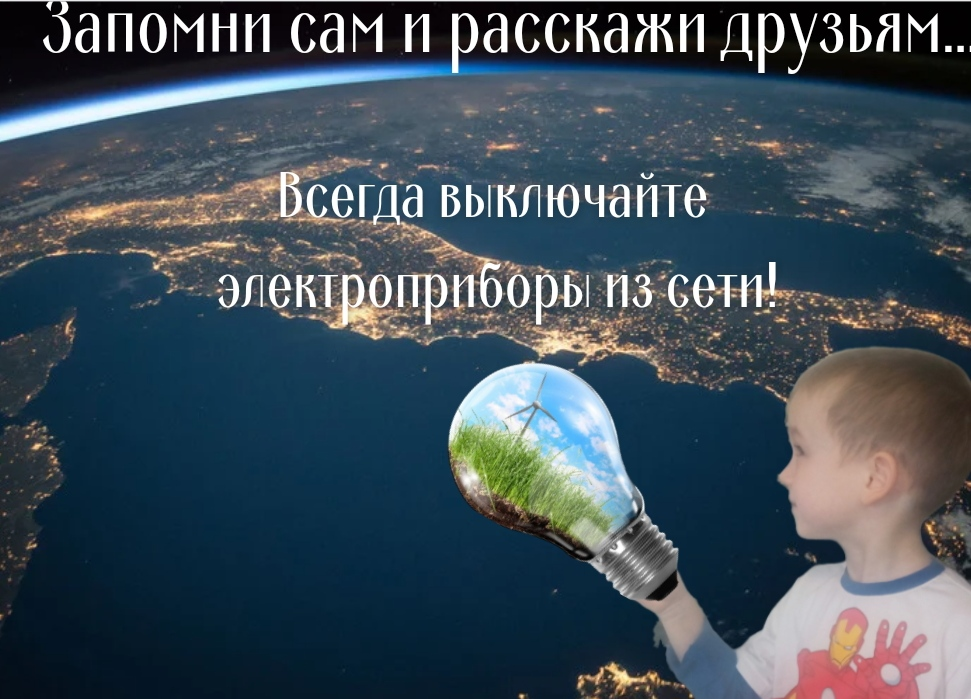 Запомни сам и расскажи друзьям...
Всегда выключайте
электроприборы из сети!